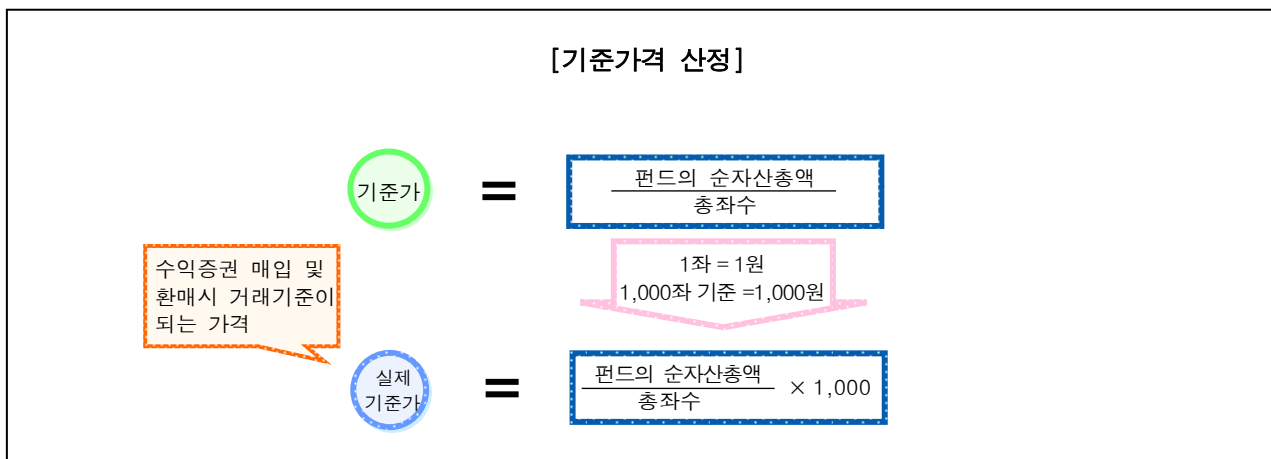 [기준가격 산정]
기준가
=
펀드의 순자산총액
총좌수
수익증권 매입 및
환매시 거래기준이
되는 가격
1좌 = 1원
1,000좌 기준 =1,000원
실제
기준가
=
펀드의 순자산총액
총좌수
× 1,000